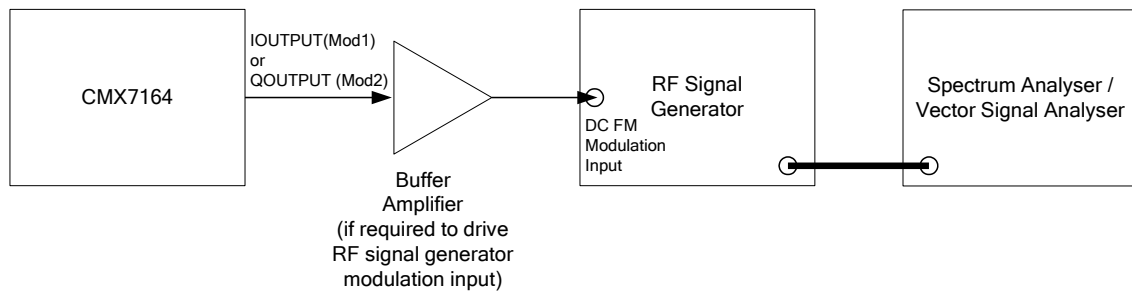 CMX7164
IOUTPUT(Mod1)
or
QOUTPUT (Mod2)
Buffer
Amplifier
(if required to drive
RF signal generator
modulation input)
RF Signal
Generator
DC FM
Modulation
Input
Spectrum Analyser /
Vector Signal Analyser